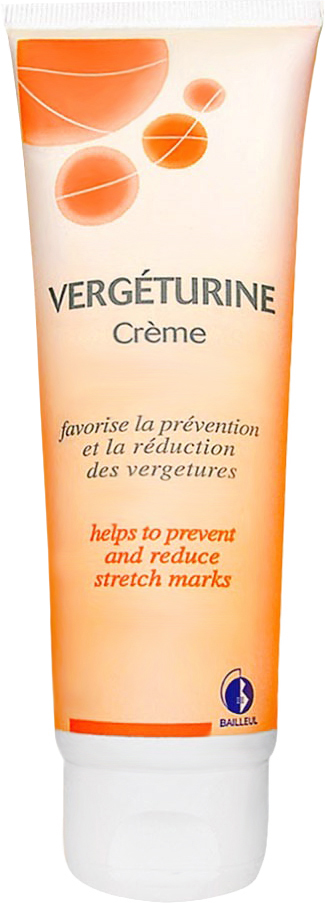 VERGÉTURINE
Crème
favorise la prévention
et la réduction
des vergetures
helps to prevent
and reduce
stretch marks
BAILLEUL